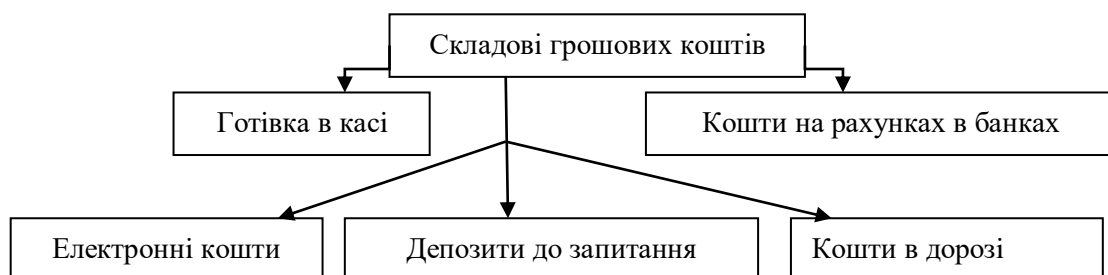 Складові грошових коштів
Готівка в касі
Кошти на рахунках в банках
Електронні кошти
Депозити до запитання
Кошти в дорозі